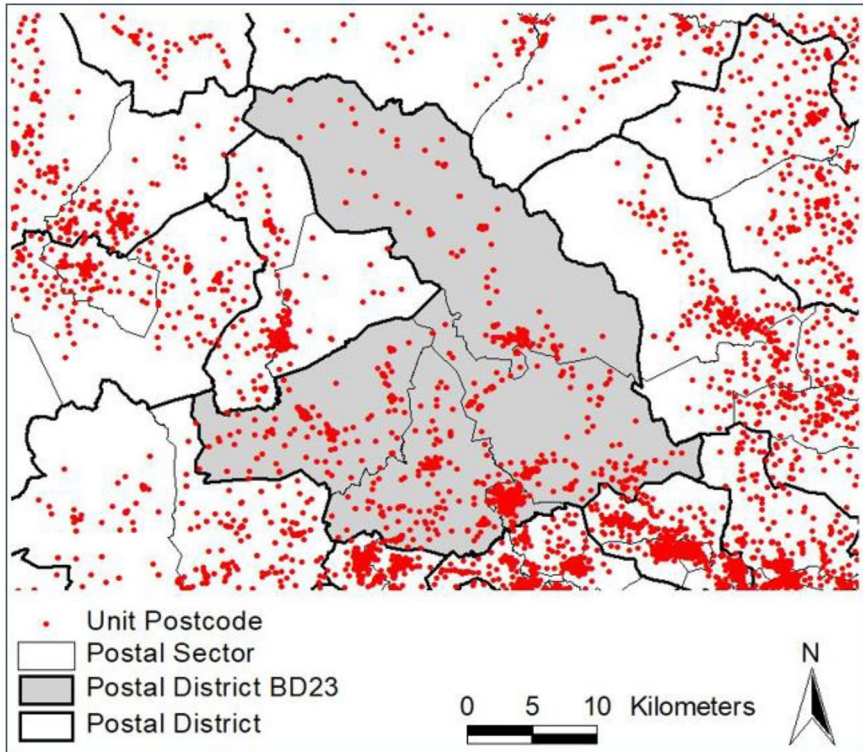 Unit Postcode
Postal Sector
Postal District BD23
Postal District
N
0 5 10 Kilometers